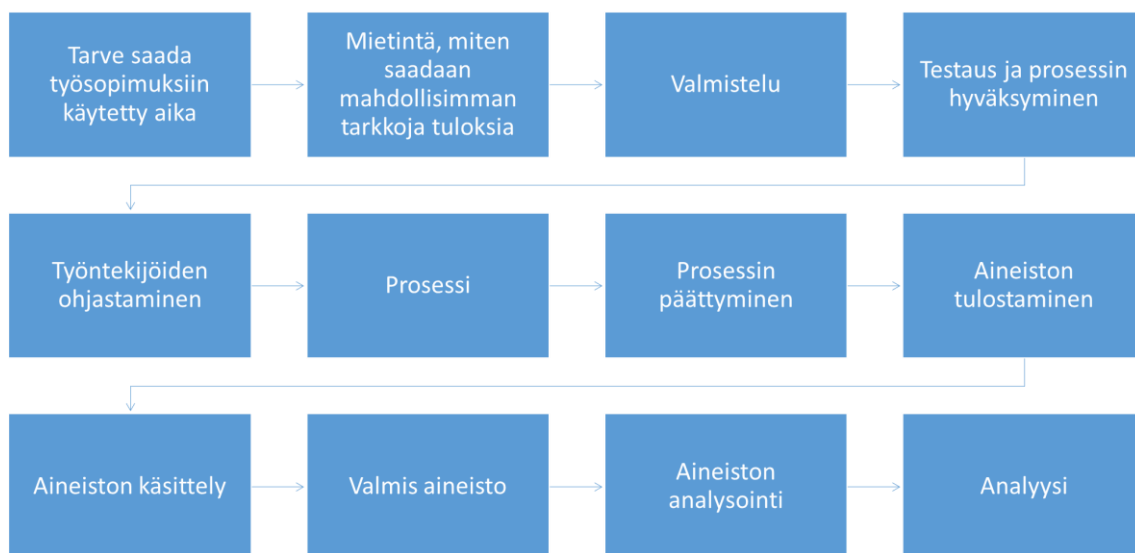 Tarve saada
työsopimuksiin
käytetty aika
Mietintä, miten
saadaan
mahdollisimman
tarkkoja tuloksia
Valmistelu
Testaus ja prosessin
hyväksyminen
Työntekijöiden
ohjastaminen
Prosessi
Prosessin
päättyminen
Aineiston
tulostaminen
Aineiston käsittely
Valmis aineisto
Aineiston
analysointi
Analyysi